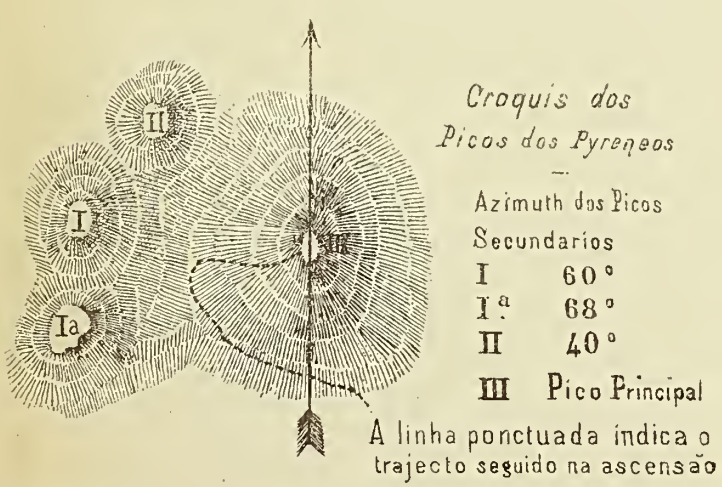 II
I
III
Ia
Croquis dos
Picos dos Pyreneos
Azimuth dos Picos
Secundarios
I 60°
Iª. 68°
II 40°
III Pico Principal
A linha ponctuada indica o
trajecto seguido na ascensão